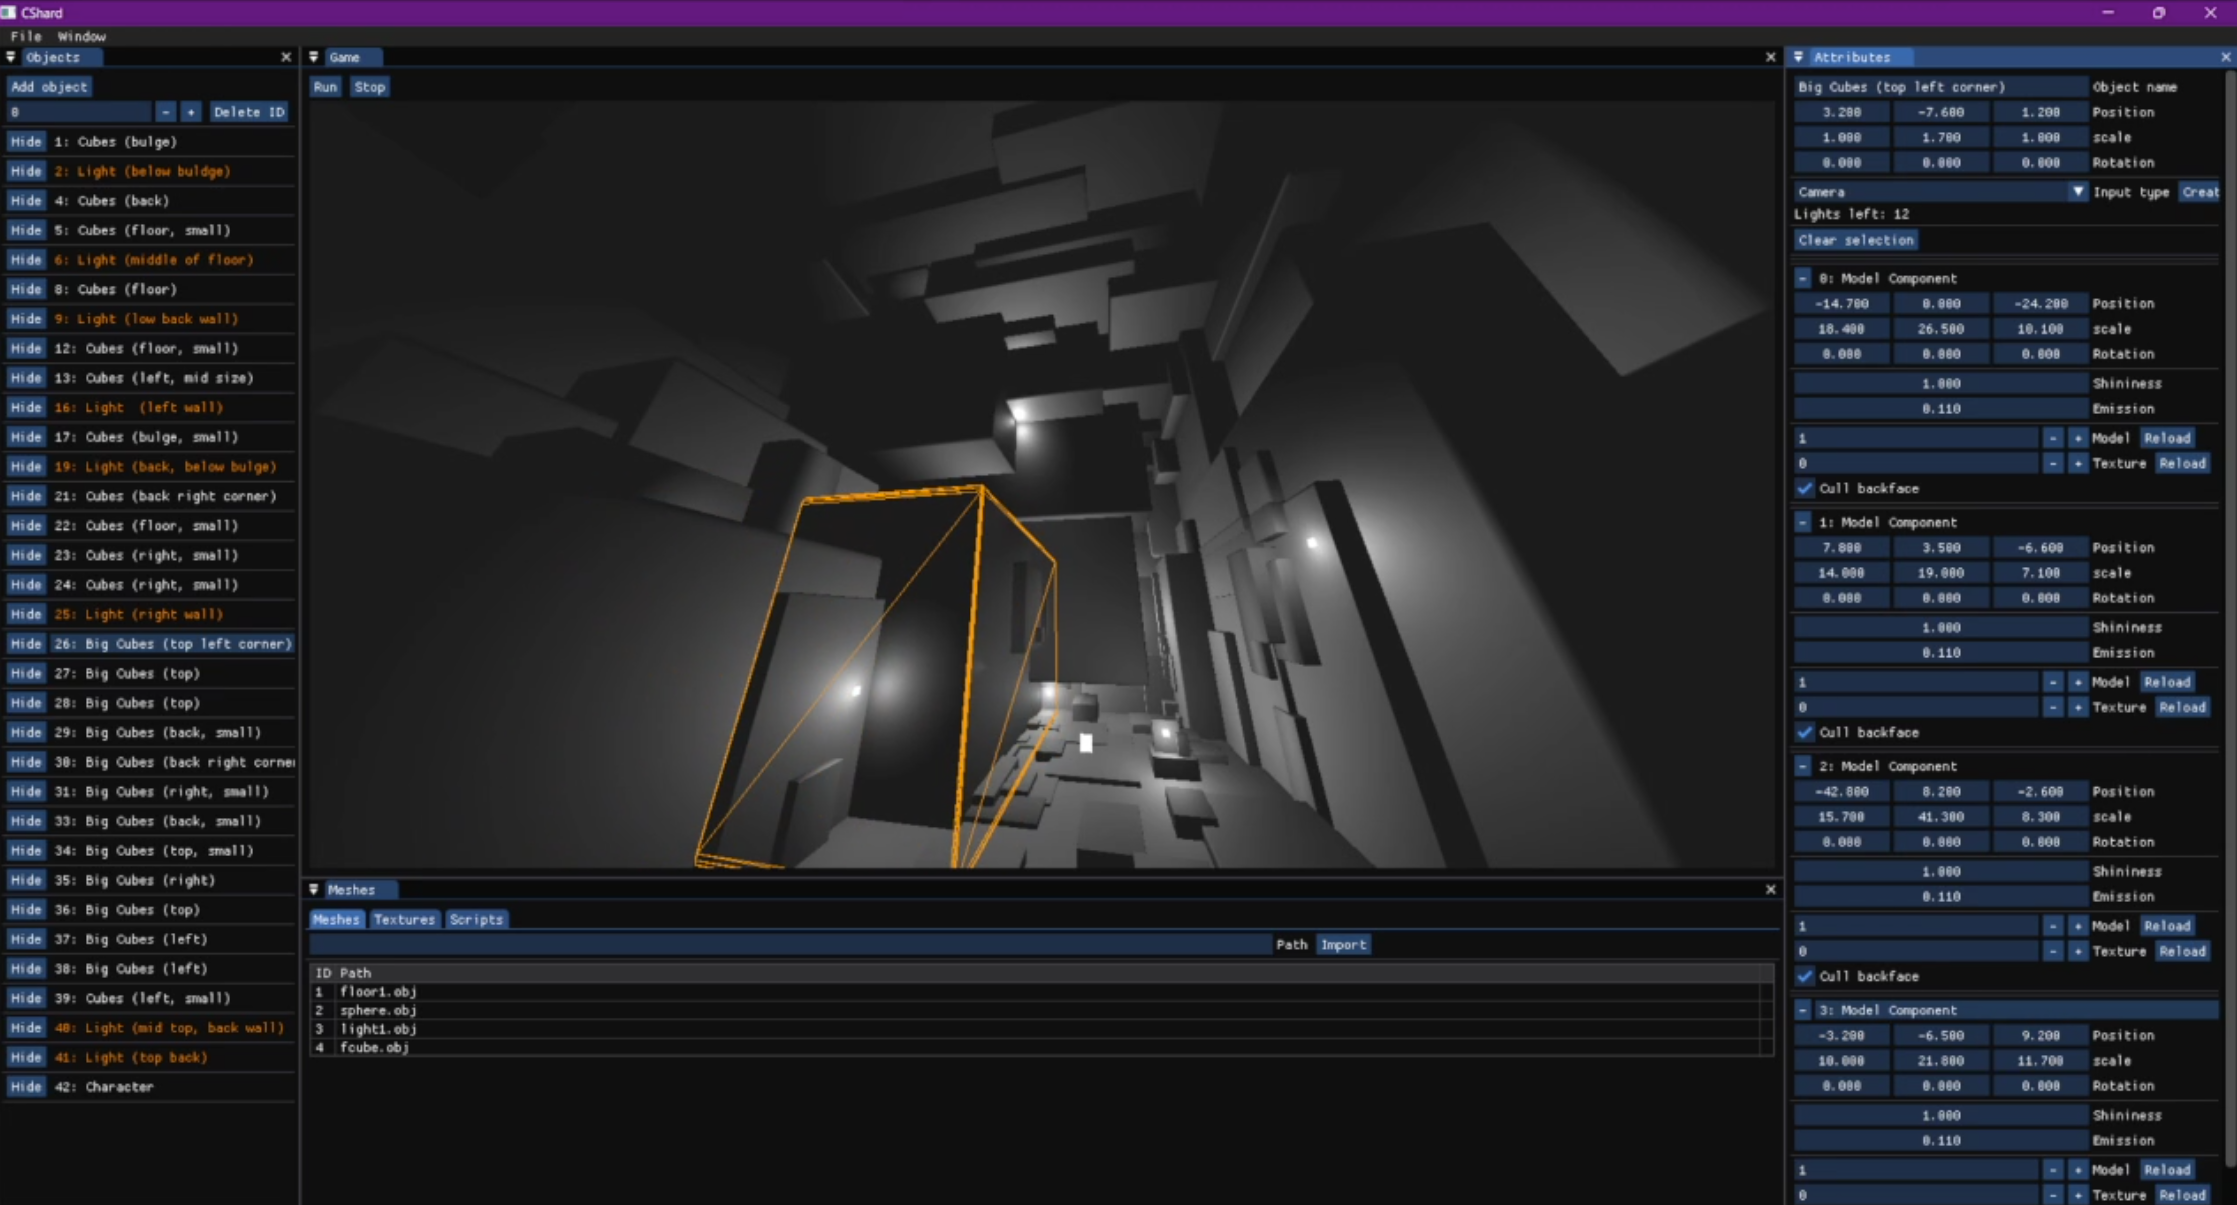 CShard
File Window
Objects
Add object
0 - + Delete ID
Hide 1: Cubes (bulge)
Hide 2: Light (below buldge)
Hide 4: Cubes (back)
Hide 5: Cubes (floor, small)
Hide 6: Light (middle of floor)
Hide 8: Cubes (floor)
Hide 9: Light (low back wall)
Hide 12: Cubes (floor, small)
Hide 13: Cubes (left, mid size)
Hide 16: Light (left wall)
Hide 17: Cubes (bulge, small)
Hide 19: Light (back, below bulge)
Hide 21: Cubes (back right corner)
Hide 22: Cubes (floor, small)
Hide 23: Cubes (right, small)
Hide 24: Cubes (right, small)
Hide 25: Light (right wall)
Hide 26: Big Cubes (top left corner)
Hide 27: Big Cubes (top)
Hide 28: Big Cubes (top)
Hide 29: Big Cubes (back, small)
Hide 30: Big Cubes (back right corne
Hide 31: Big Cubes (right, small)
Hide 33: Big Cubes (back, small)
Hide 34: Big Cubes (top, small)
Hide 35: Big Cubes (right)
Hide 36: Big Cubes (top)
Hide 37: Big Cubes (left)
Hide 38: Big Cubes (left)
Hide 39: Cubes (left, small)
Hide 40: Light (mid top, back wall)
Hide 41: Light (top back)
Hide 42: Character
Game
Run Stop
Meshes
Meshes Textures Scripts
Path Import
ID Path
1 floor1.obj
2 sphere.obj
3 light1.obj
4 fcube.obj
Attributes
Big Cubes (top left corner) Object name
3.200 -7.600 1.200 Position
1.000 1.700 1.000 scale
0.000 0.000 0.000 Rotation
Camera Input type Creat
Lights left: 12
Clear selection
- 0: Model Component
-14.700 0.000 -24.200 Position
18.400 26.500 10.100 scale
0.000 0.000 0.000 Rotation
1.000 Shininess
0.110 Emission
1 - + Model Reload
0 - + Texture Reload
Cull backface
- 1: Model Component
7.800 3.500 -6.600 Position
14.000 19.000 7.100 scale
0.000 0.000 0.000 Rotation
1.000 Shininess
0.110 Emission
1 - + Model Reload
0 - + Texture Reload
Cull backface
- 2: Model Component
-42.000 8.200 -2.600 Position
15.700 41.300 8.300 scale
0.000 0.000 0.000 Rotation
1.000 Shininess
0.110 Emission
1 - + Model Reload
0 - + Texture Reload
Cull backface
- 3: Model Component
-3.200 -6.500 9.200 Position
10.000 21.800 11.700 scale
0.000 0.000 0.000 Rotation
1.000 Shininess
0.110 Emission
1 - + Model Reload
0 - + Texture Reload